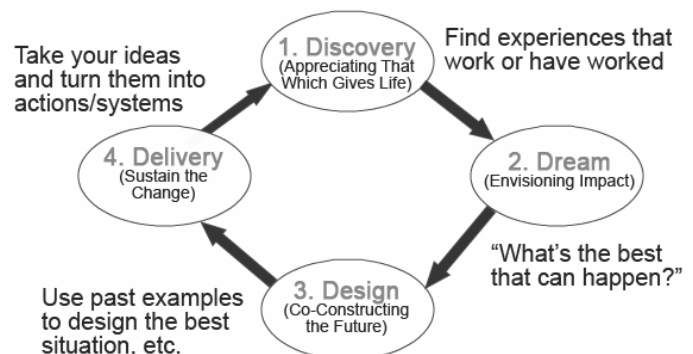 1. Discovery
(Appreciating That
Which Gives Life)
Find experiences that
work or have worked
2. Dream
(Envisioning Impact)
“What’s the best
that can happen?”
3. Design
(Co-Constructing
the Future)
Use past examples
to design the best
situation, etc.
4. Delivery
(Sustain the
Change)
Take your ideas
and turn them into
actions/systems